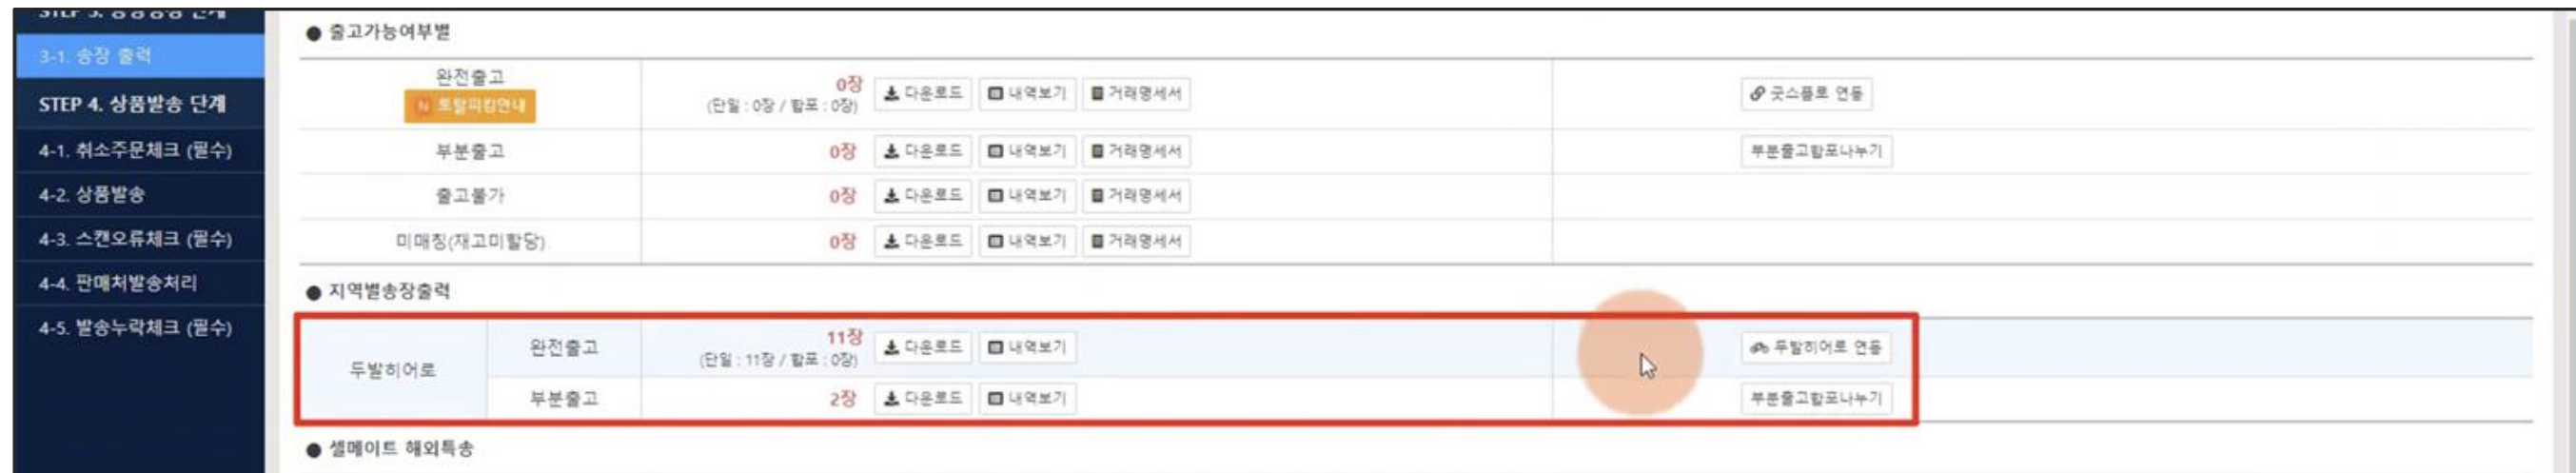 3-1. 송장 출력
STEP 4. 상품발송 단계
4-1. 취소주문체크 (필수)
4-2. 상품발송
4-3. 스캔오류체크 (필수)
4-4. 판매처발송처리
4-5. 발송누락체크 (필수)
● 출고가능여부별
완전출고
N 토탈피킹안내
0장
(단일 : 0장 / 합포 : 0장)
다운로드 내역보기 거래명세서
굿스플로 연동
부분출고 0장 다운로드 내역보기 거래명세서 부분출고합포나누기
출고불가 0장 다운로드 내역보기 거래명세서
미매칭(재고미할당) 0장 다운로드 내역보기 거래명세서
● 지역별송장출력
두발히어로
완전출고
11장
(단일 : 11장 / 합포 : 0장)
다운로드 내역보기
두발히어로 연동
부분출고 2장 다운로드 내역보기 부분출고합포나누기
● 셀메이트 해외특송